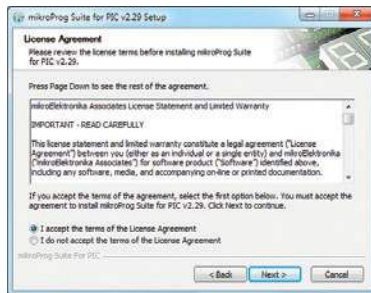 mikroProg Suite for PIC v2.29 Setup
License Agreement
Please review the license terms before installing mikroProg Suite
for PIC v2.29.
Press Page Down to see the rest of the agreement.
mikroElektronika Associates License Statement and Limited Warranty
IMPORTANT - READ CAREFULLY
This license statement and limited warranty constitute a legal agreement ("License
Agreement") between you (either as an individual or a single entity) and mikroElektronika
("mikroElektronika Associates") for software product ("Software") identified above,
including any software, media, and accompanying on-line or printed documentation.
If you accept the terms of the agreement, select the first option below. You must accept the
agreement to install mikroProg Suite for PIC v2.29. Click Next to continue.
I accept the terms of the License Agreement
I do not accept the terms of the License Agreement
mikroProg Suite For PIC
< Back
Next >
Cancel